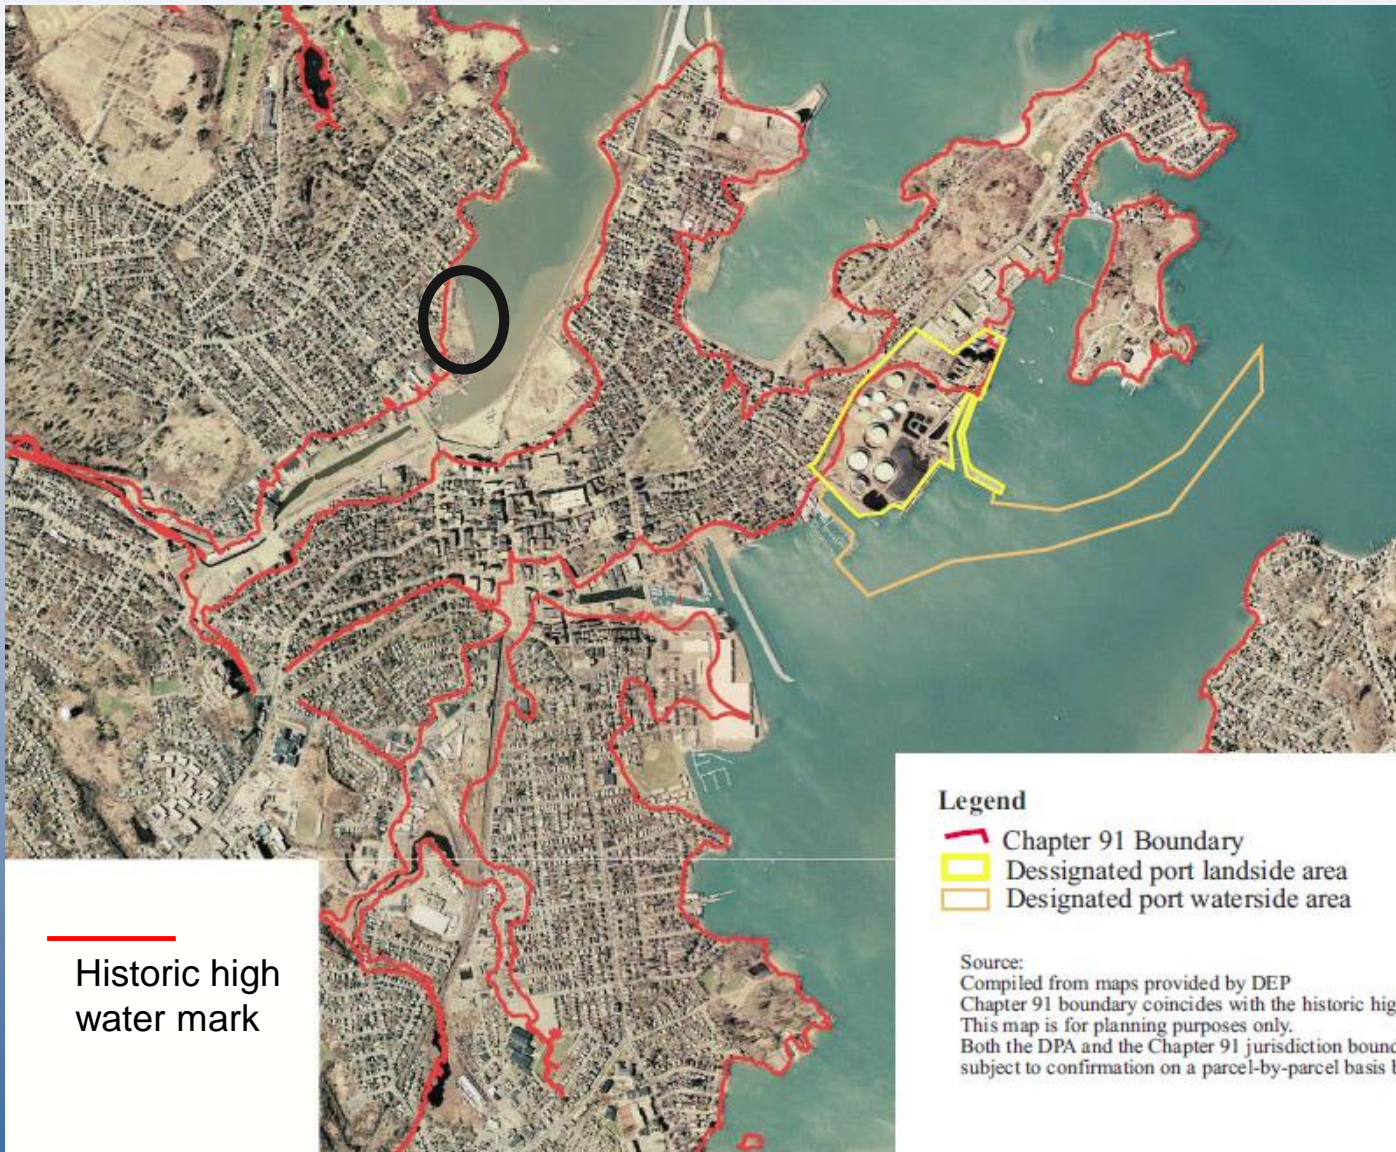 Legend
Chapter 91 Boundary
Dessignated port landside area
Designated port waterside area
Source:
Compiled from maps provided by DEP
Chapter 91 boundary coincides with the historic hig
This map is for planning purposes only.
Both the DPA and the Chapter 91 jurisdiction bound
subject to confirmation on a parcel-by-parcel basis b
Historic high
water mark